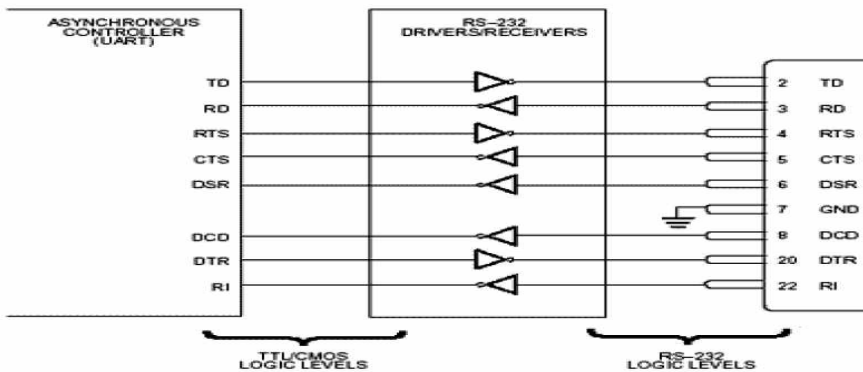 ASYNCHRONOUS
CONTROLLER
(UART)
RS-232
DRIVERS/RECEIVERS
TD 2 TD
RD 3 RD
RTS 4 RTS
CTS 5 CTS
DSR 6 DSR
7 GND
DCD 8 DCD
DTR 20 DTR
RI 22 RI
TTL/CMOS
LOGIC LEVELS
RS-232
LOGIC LEVELS